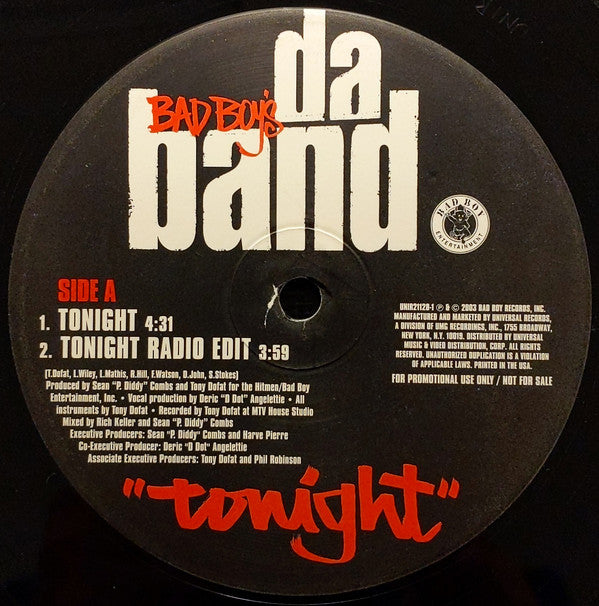 da
BAD BOY'S
band
BAD BOY
ENTERTAINMENT
SIDE A
1. TONIGHT 4:31
2. TONIGHT RADIO EDIT 3:59
[T.Dofat, L.Wiley, L.Mathis, R.Hill, F.Watson, D.John, S.Stokes]
Produced by Sean "P. Diddy" Combs and Tony Dofat for the Hitmen/Bad Boy
Entertainment, Inc. • Vocal production by Deric "D Dot" Angelettie • All
instruments by Tony Dofat • Recorded by Tony Dofat at MTV House Studio
Mixed by Rich Keller and Sean "P. Diddy" Combs
Executive Producers: Sean "P. Diddy" Combs and Harve Pierre
Co-Executive Producer: Deric "D Dot" Angelettie
Associate Executive Producers: Tony Dofat and Phil Robinson
UNIR21128-1 ℗ & © 2003 BAD BOY RECORDS, INC.
MANUFACTURED AND MARKETED BY UNIVERSAL RECORDS,
A DIVISION OF UMG RECORDINGS, INC., 1755 BROADWAY,
NEW YORK, N.Y. 10019. DISTRIBUTED BY UNIVERSAL
MUSIC & VIDEO DISTRIBUTION, CORP. ALL RIGHTS
RESERVED. UNAUTHORIZED DUPLICATION IS A VIOLATION
OF APPLICABLE LAWS. PRINTED IN THE USA.
FOR PROMOTIONAL USE ONLY / NOT FOR SALE
"tonight"